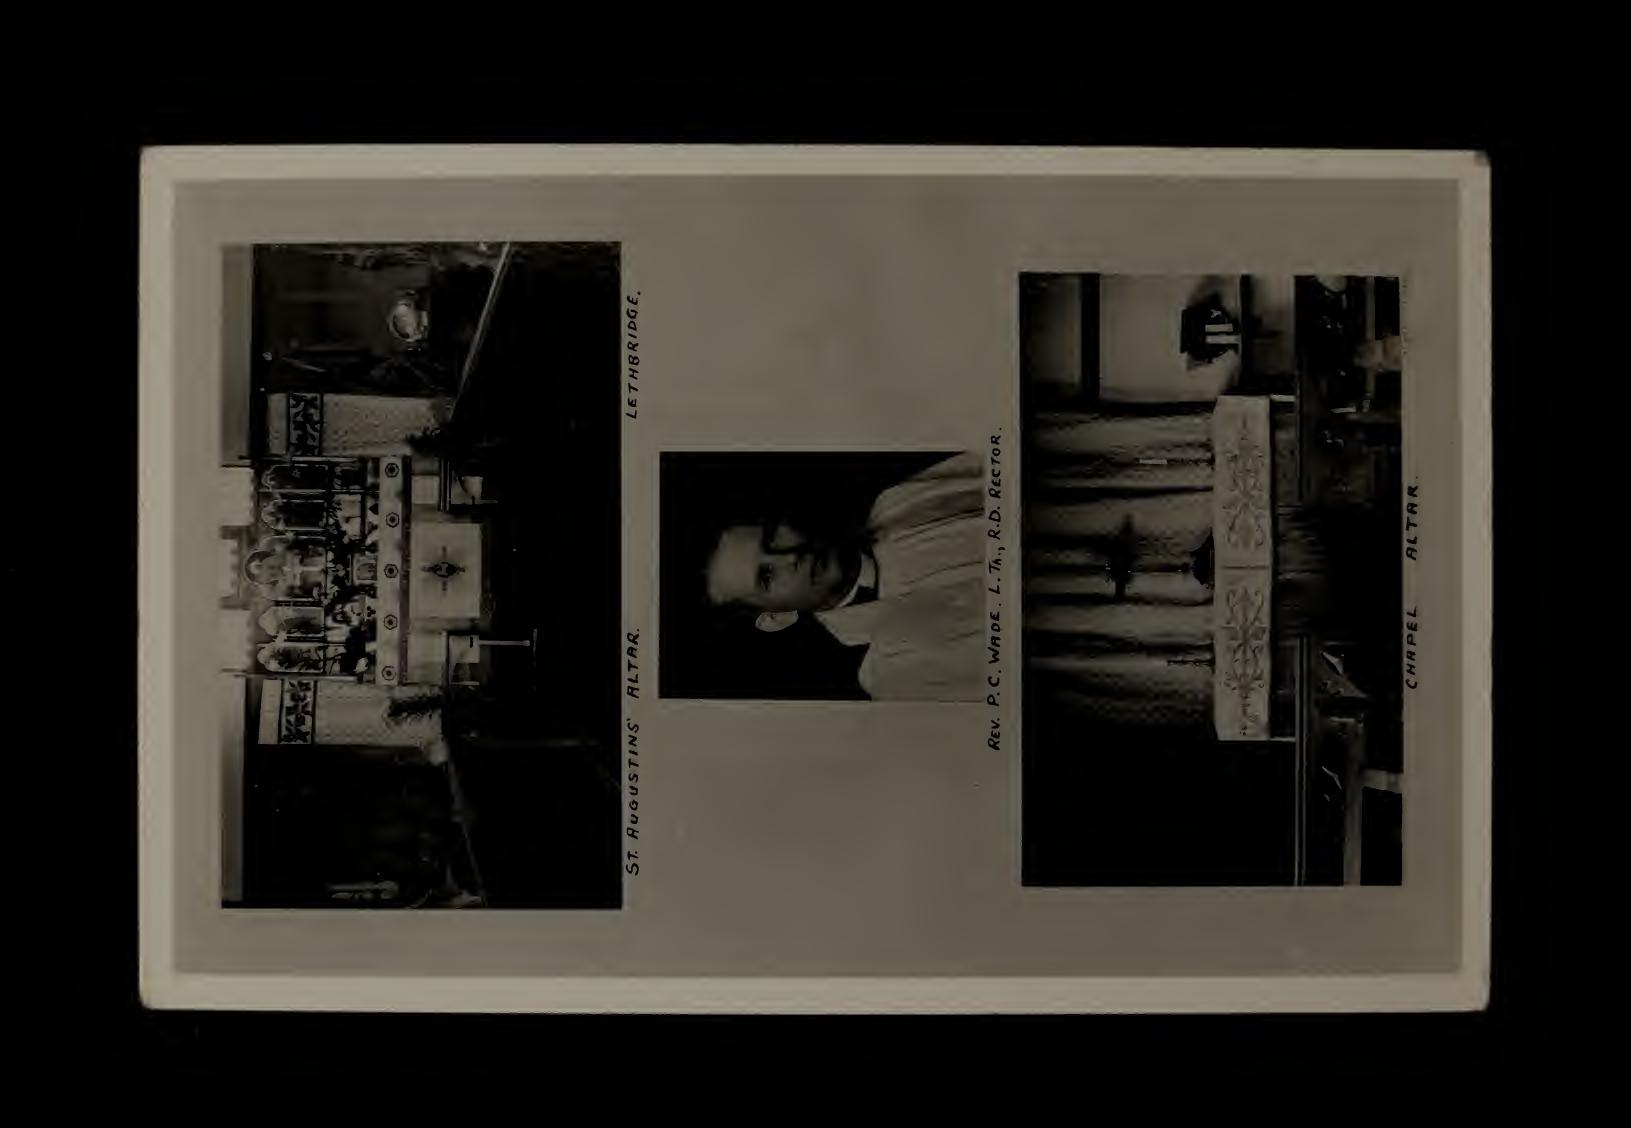 ST. AUGUSTINS' ALTAR. LETHBRIDGE.
REV. P. C. WADE. L. TH., R.D. RECTOR.
CHAPEL ALTAR.